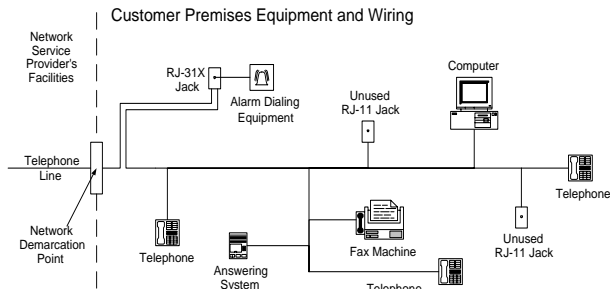 Customer Premises Equipment and Wiring
Network
Service
Provider's
Facilities
RJ-31X
Jack
Alarm Dialing
Equipment
Unused
RJ-11 Jack
Computer
Telephone
Line
Telephone
Network
Demarcation
Point
Telephone
Answering
System
Fax Machine
Unused
RJ-11 Jack
Telephone